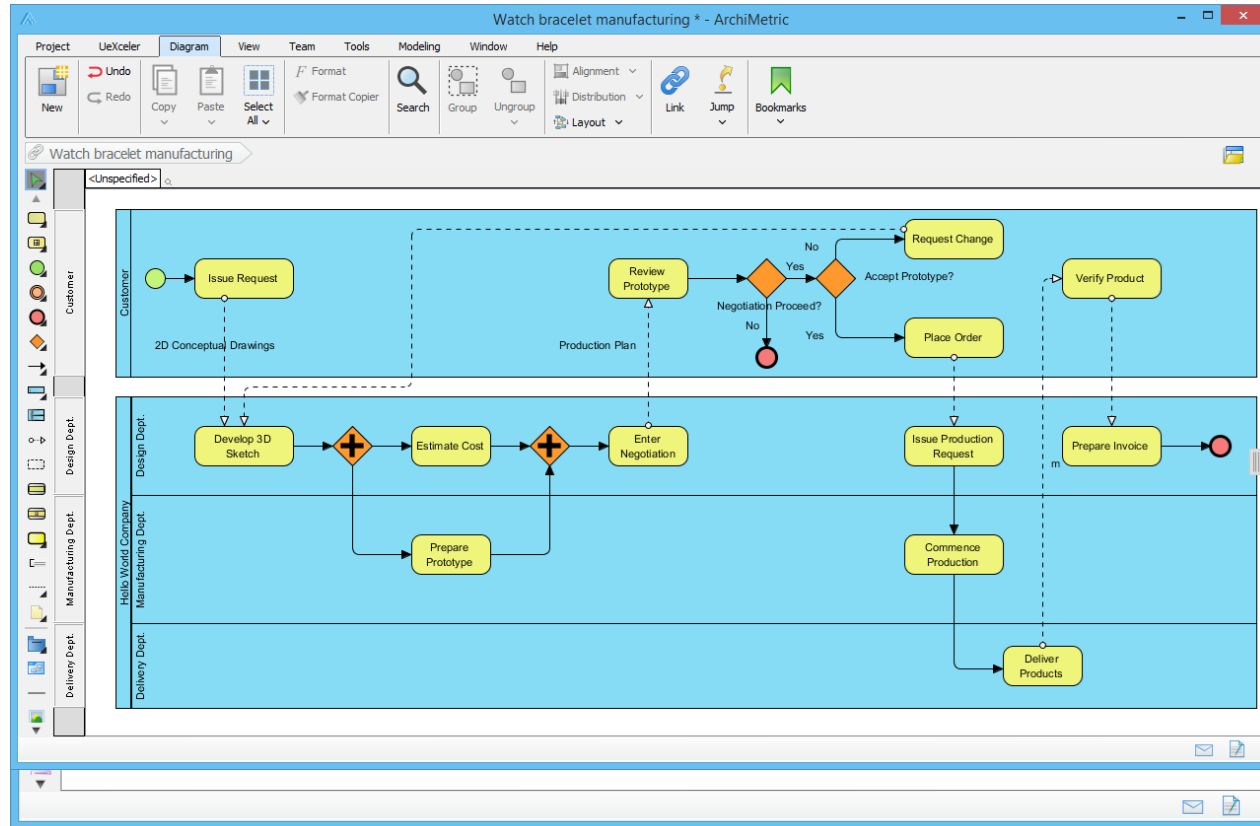 Watch bracelet manufacturing * - ArchiMetric
Project UeXceler Diagram View Team Tools Modeling Window Help
New
Undo
Redo
Copy
Paste
Select
All
Format
Format Copier
Search
Group
Ungroup
Alignment
Distribution
Layout
Link
Jump
Bookmarks
Watch bracelet manufacturing
<Unspecified>
Customer
Design Dept.
Manufacturing Dept.
Delivery Dept.
Customer
Issue Request
2D Conceptual Drawings
Review
Prototype
Production Plan
Negotiation Proceed?
Yes
No
No
Accept Prototype?
Yes
Request Change
Place Order
Verify Product
Hello World Company
Design Dept.
Develop 3D
Sketch
Estimate Cost
Enter
Negotiation
Issue Production
Request
m
Prepare Invoice
Manufacturing Dept.
Prepare
Prototype
Commence
Production
Delivery Dept.
Deliver
Products